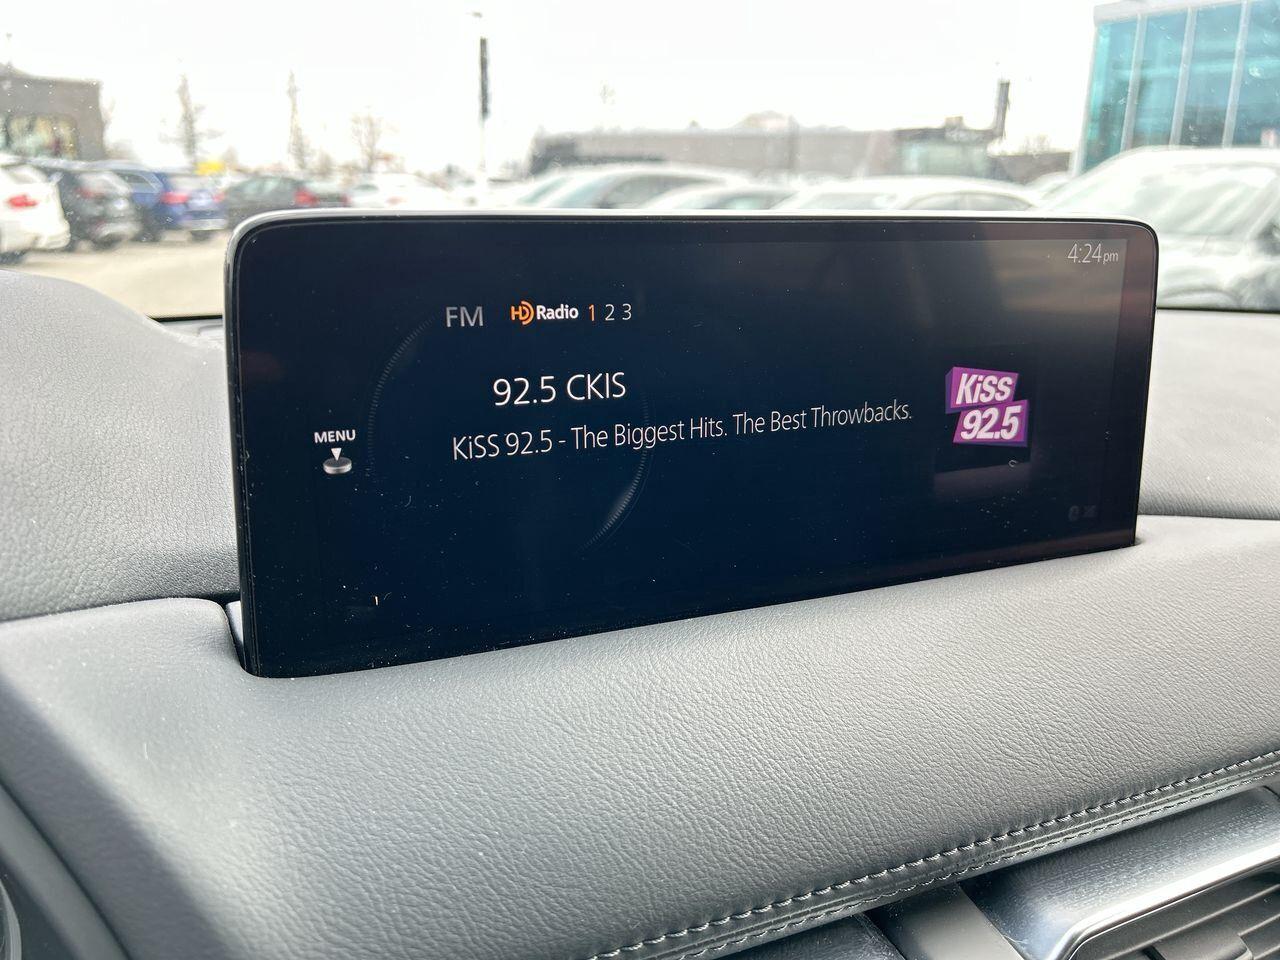 4:24pm
FM HD Radio 1 2 3
92.5 CKIS
KiSS 92.5 - The Biggest Hits. The Best Throwbacks.
KiSS
92.5
MENU